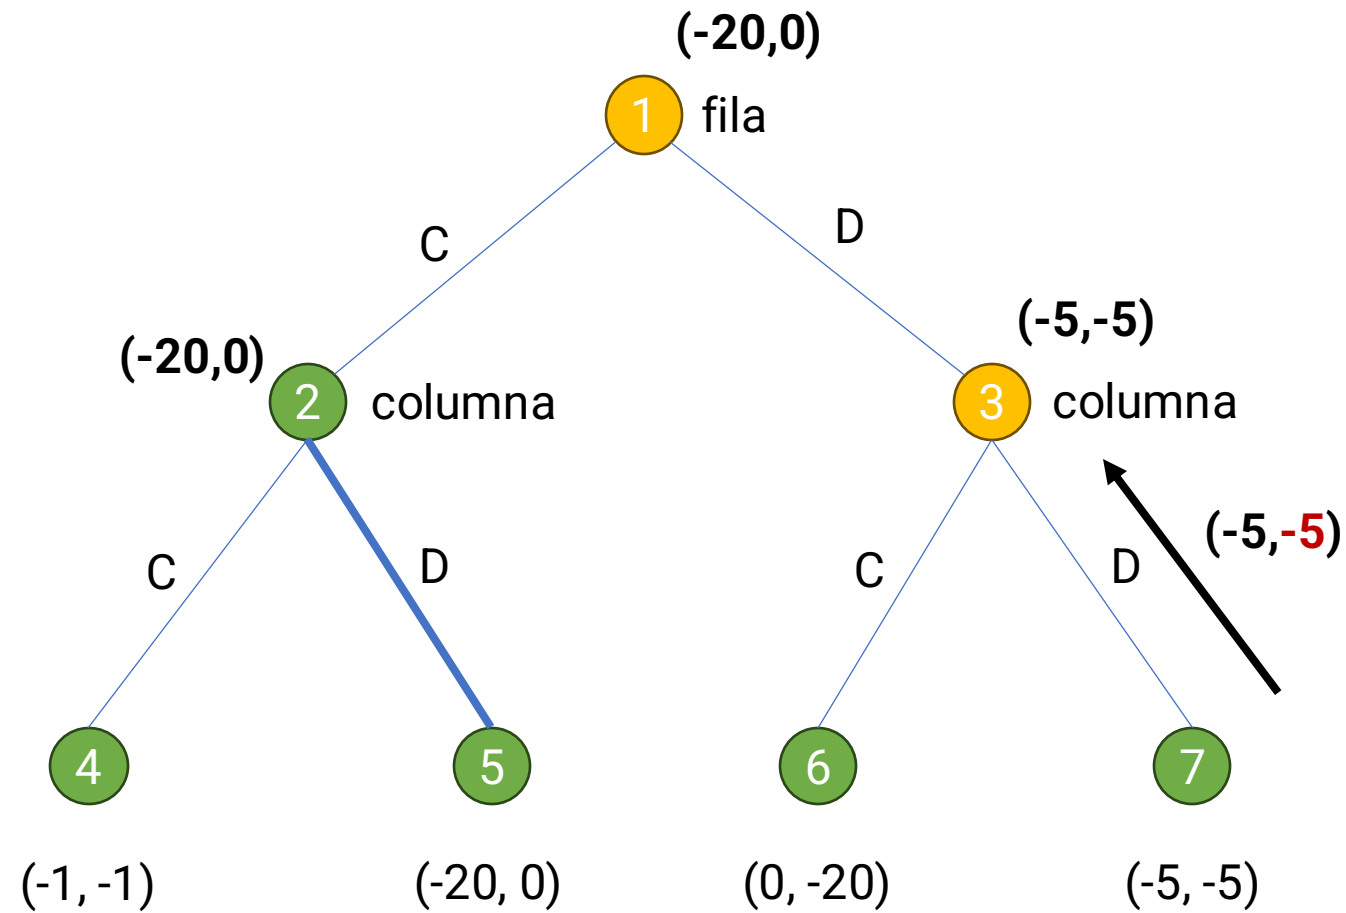 (-20,0)
1 fila
C
D
(-5,-5)
(-20,0)
2 columna
3 columna
(-5,-5)
C
D
C
D
4
5
6
7
(-1, -1)
(-20, 0)
(0, -20)
(-5, -5)